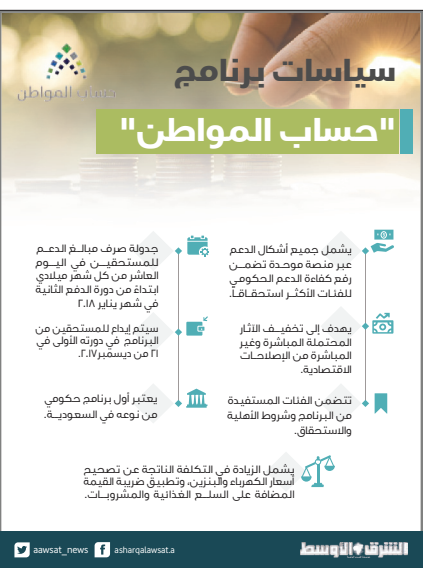 سياسات برنامج
حساب المواطن
"حساب المواطن"
يشمل جميع أشكال الدعم
عبر منصة موحدة تضمن
رفع كفاءة الدعم الحكومي
للفئات الأكثر استحقاقاً.
يهدف إلى تخفيف الآثار
المحتملة المباشرة وغير
المباشرة من الإصلاحات
الاقتصادية.
تتضمن الفئات المستفيدة
من البرنامج وشروط الأهلية
والاستحقاق.
جدولة صرف مبالغ الدعم
للمستحقين في اليوم
العاشر من كل شهر ميلادي
ابتداءً من دورة الدفع الثانية
في شهر يناير ٢٠١٨
سيتم إيداع للمستحقين من
البرنامج في دورته الأولى في
٢١ من ديسمبر٢٠١٧.
يعتبر أول برنامج حكومي
من نوعه في السعودية.
يشمل الزيادة في التكلفة الناتجة عن تصحيح
أسعار الكهرباء والبنزين، وتطبيق ضريبة القيمة
المضافة على السلع الغذائية والمشروبات.
الشرق الأوسط
asharqalawsat.a
aawsat_news